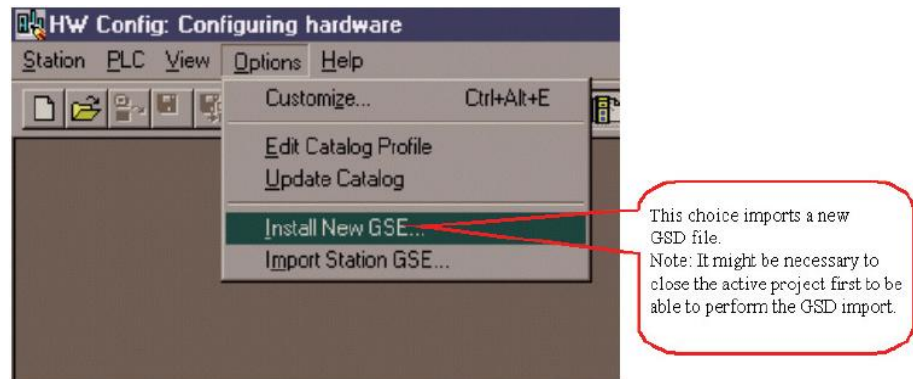 HW Config: Configuring hardware
Station PLC View Options Help
Customize... Ctrl+Alt+E
Edit Catalog Profile
Update Catalog
Install New GSE...
Import Station GSE...
This choice imports a new
GSD file.
Note: It might be necessary to
close the active project first to be
able to perform the GSD import.